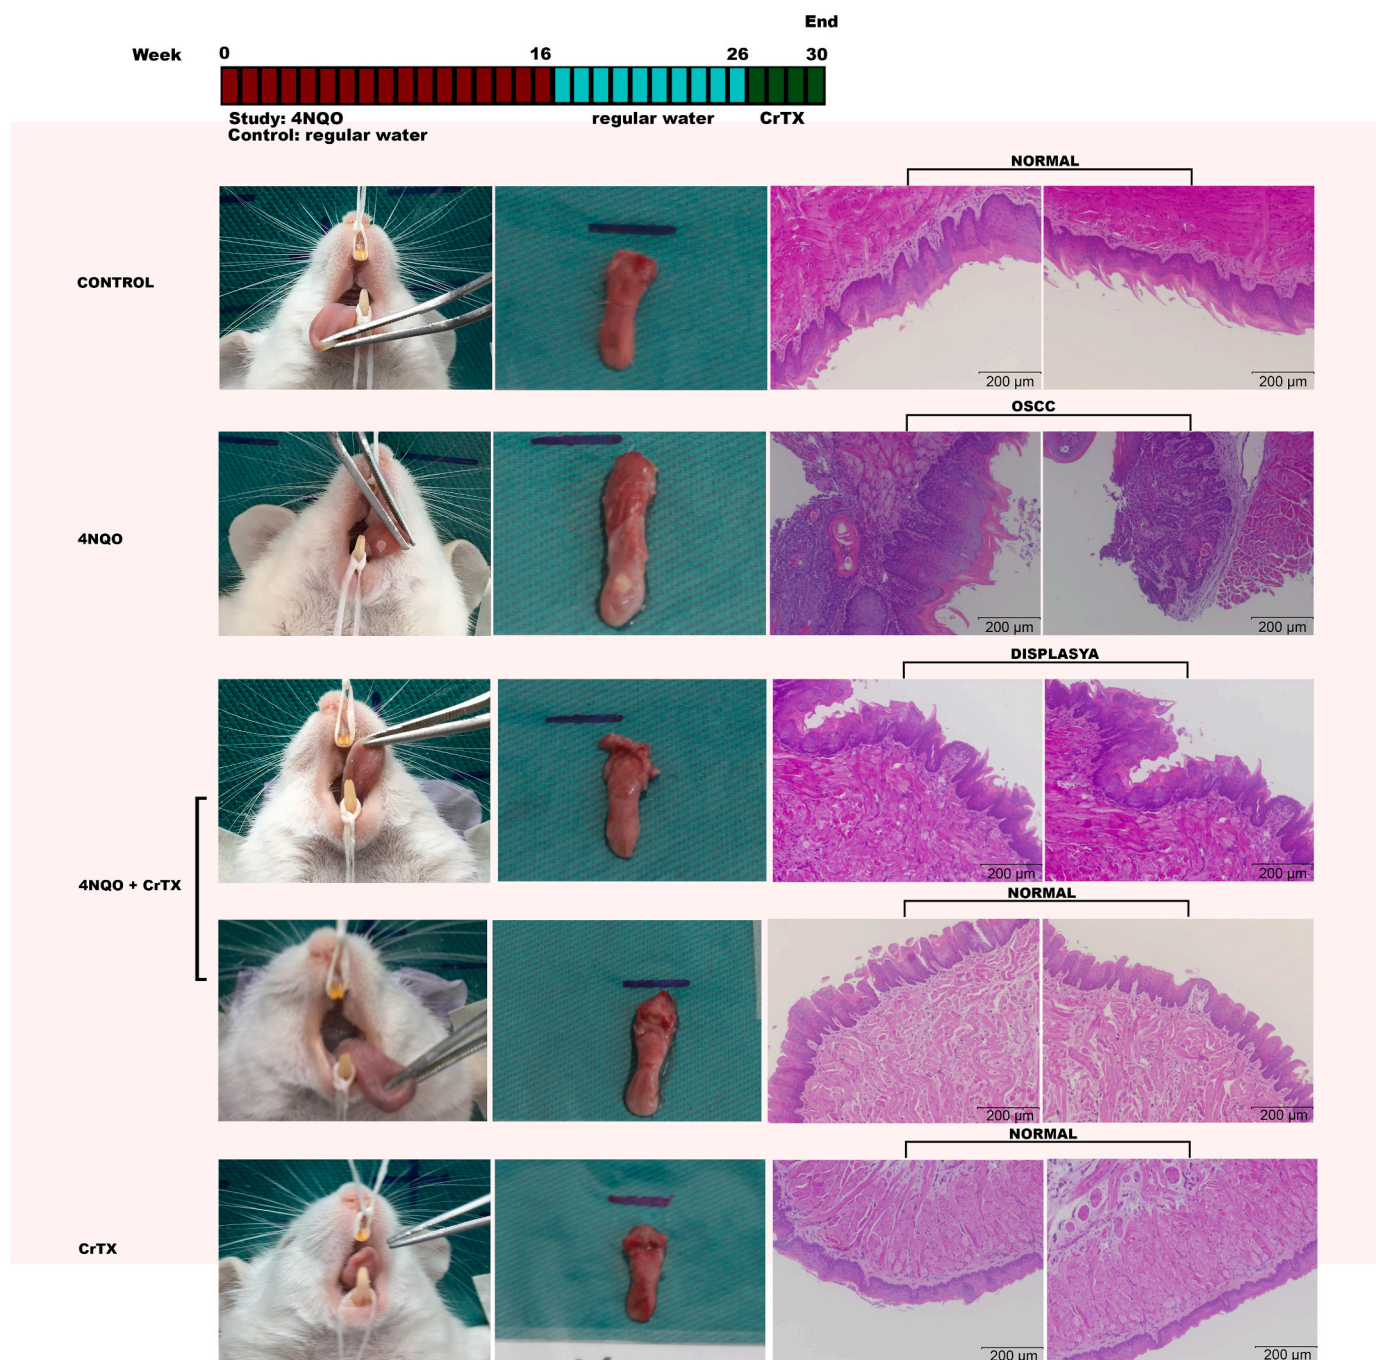 End
Week 0 16 26 30
Study: 4NQO regular water CrTX
Control: regular water
NORMAL
CONTROL
200 µm 200 µm
OSCC
4NQO
200 µm 200 µm
DISPLASYA
200 µm 200 µm
4NQO + CrTX
NORMAL
200 µm 200 µm
NORMAL
CrTX
200 µm 200 µm